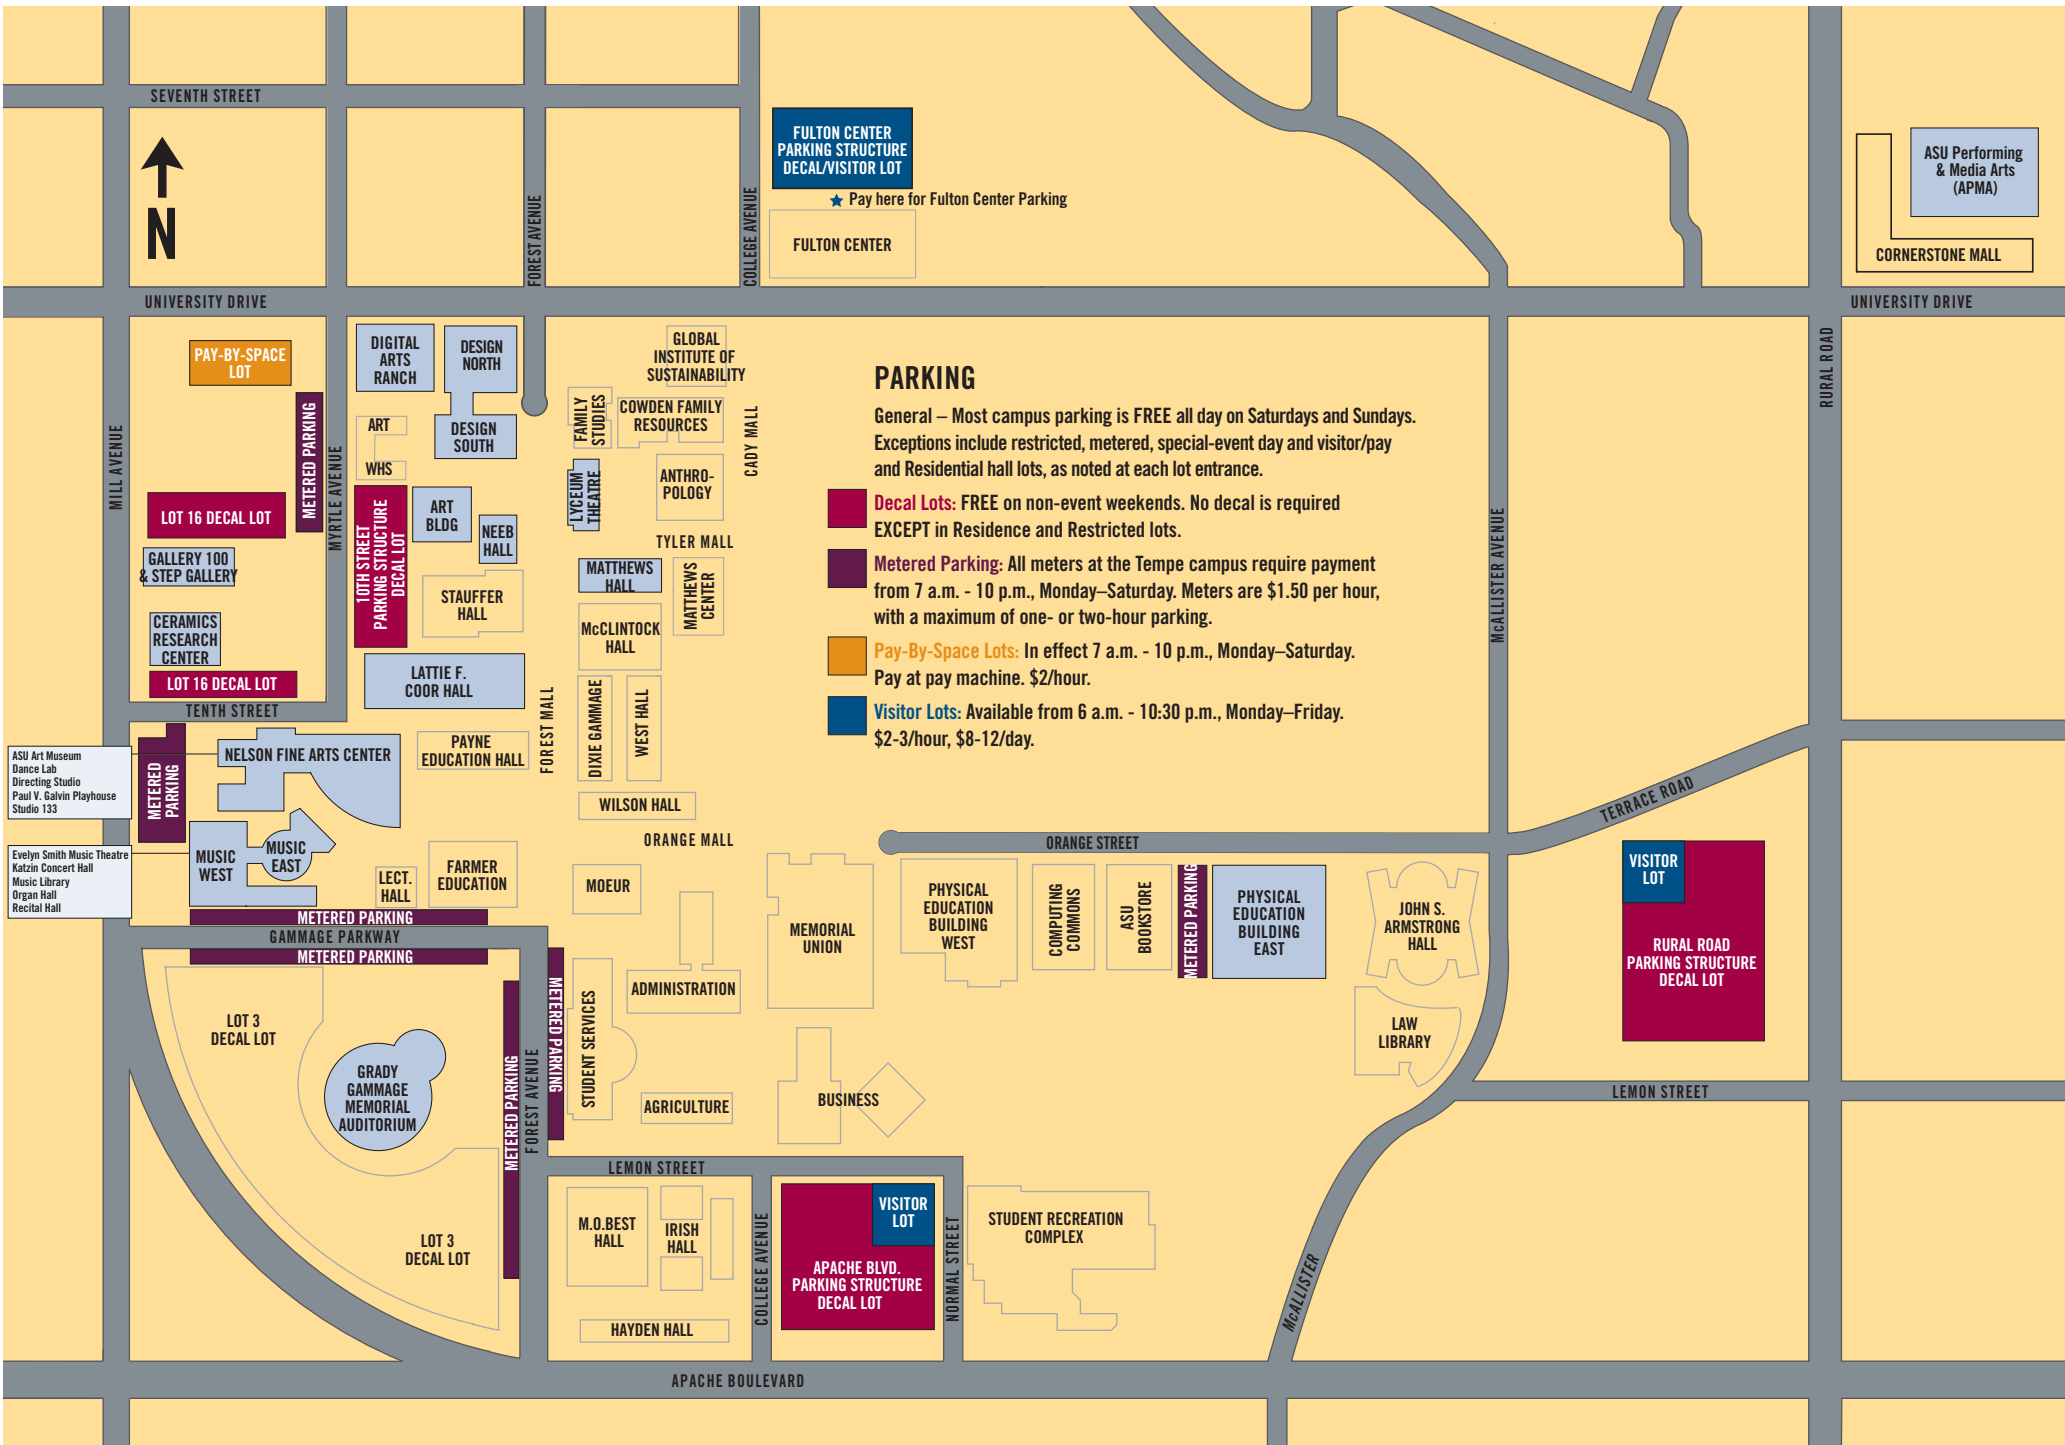 SEVENTH STREET
N
FOREST AVENUE
COLLEGE AVENUE
FULTON CENTER
PARKING STRUCTURE
DECAL/VISITOR LOT
Pay here for Fulton Center Parking
FULTON CENTER
ASU Performing
& Media Arts
(APMA)
CORNERSTONE MALL
UNIVERSITY DRIVE
UNIVERSITY DRIVE
RURAL ROAD
MILL AVENUE
PAY-BY-SPACE
LOT
METERED PARKING
MYRTLE AVENUE
LOT 16 DECAL LOT
GALLERY 100
& STEP GALLERY
CERAMICS
RESEARCH
CENTER
LOT 16 DECAL LOT
TENTH STREET
DIGITAL
ARTS
RANCH
DESIGN
NORTH
DESIGN
SOUTH
ART
WHS
10TH STREET
PARKING STRUCTURE
DECAL LOT
ART
BLDG
NEEB
HALL
STAUFFER
HALL
LATTIE F.
COOR HALL
PAYNE
EDUCATION HALL
FOREST MALL
GLOBAL
INSTITUTE OF
SUSTAINABILITY
FAMILY
STUDIES
COWDEN FAMILY
RESOURCES
CADY MALL
LYCEUM
THEATRE
ANTHRO-
POLOGY
TYLER MALL
MATTHEWS
HALL
MATTHEWS
CENTER
McCLINTOCK
HALL
DIXIE GAMMAGE
WEST HALL
WILSON HALL
ORANGE MALL
PARKING
General – Most campus parking is FREE all day on Saturdays and Sundays.
Exceptions include restricted, metered, special-event day and visitor/pay
and Residential hall lots, as noted at each lot entrance.
Decal Lots: FREE on non-event weekends. No decal is required
EXCEPT in Residence and Restricted lots.
Metered Parking: All meters at the Tempe campus require payment
from 7 a.m. - 10 p.m., Monday–Saturday. Meters are $1.50 per hour,
with a maximum of one- or two-hour parking.
Pay-By-Space Lots: In effect 7 a.m. - 10 p.m., Monday–Saturday.
Pay at pay machine. $2/hour.
Visitor Lots: Available from 6 a.m. - 10:30 p.m., Monday–Friday.
$2-3/hour, $8-12/day.
McALLISTER AVENUE
TERRACE ROAD
ORANGE STREET
ASU Art Museum
Dance Lab
Directing Studio
Paul V. Galvin Playhouse
Studio 133
METERED
PARKING
NELSON FINE ARTS CENTER
Evelyn Smith Music Theatre
Katzin Concert Hall
Music Library
Organ Hall
Recital Hall
MUSIC
WEST
MUSIC
EAST
LECT.
HALL
FARMER
EDUCATION
METERED PARKING
GAMMAGE PARKWAY
METERED PARKING
MOEUR
ADMINISTRATION
MEMORIAL
UNION
PHYSICAL
EDUCATION
BUILDING
WEST
COMPUTING
COMMONS
ASU
BOOKSTORE
METERED PARKING
PHYSICAL
EDUCATION
BUILDING
EAST
JOHN S.
ARMSTRONG
HALL
LAW
LIBRARY
VISITOR
LOT
RURAL ROAD
PARKING STRUCTURE
DECAL LOT
LEMON STREET
LOT 3
DECAL LOT
GRADY
GAMMAGE
MEMORIAL
AUDITORIUM
LOT 3
DECAL LOT
METERED PARKING
FOREST AVENUE
METERED PARKING
STUDENT SERVICES
AGRICULTURE
BUSINESS
LEMON STREET
M.O.BEST
HALL
IRISH
HALL
HAYDEN HALL
COLLEGE AVENUE
VISITOR
LOT
APACHE BLVD.
PARKING STRUCTURE
DECAL LOT
NORMAL STREET
STUDENT RECREATION
COMPLEX
McALLISTER
APACHE BOULEVARD